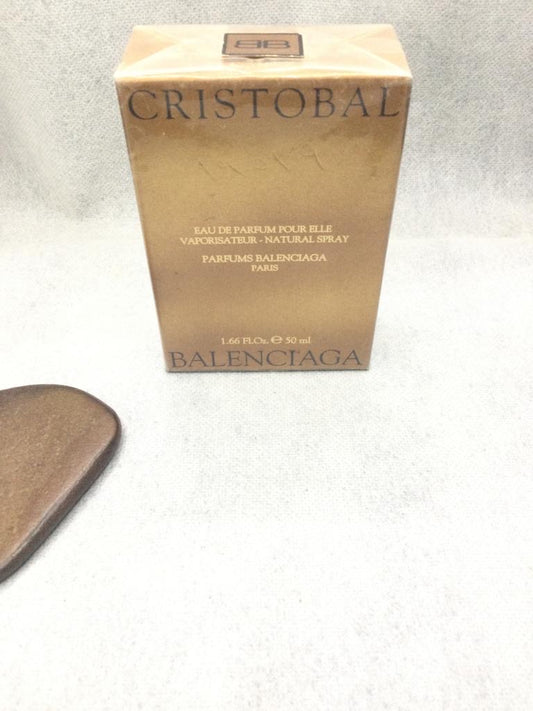 BB
CRISTOBAL
EAU DE PARFUM POUR ELLE
VAPORISATEUR - NATURAL SPRAY
PARFUMS BALENCIAGA
PARIS
1.66 Fl.Oz. ℮ 50 ml
BALENCIAGA